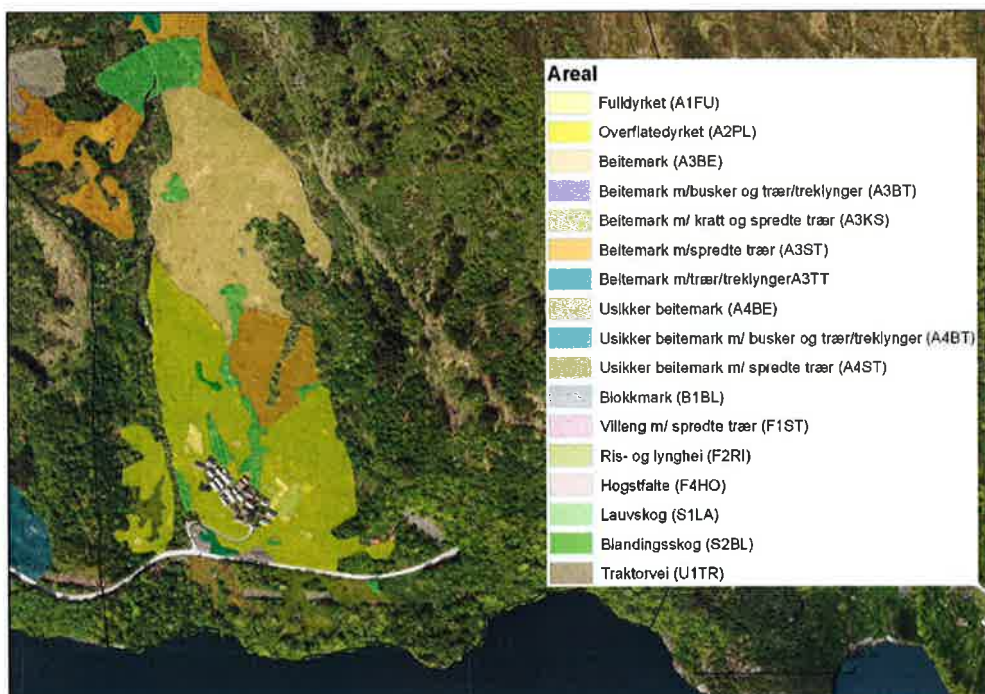 Areal
Fulldyrket (A1FU)
Overflatedyrket (A2PL)
Beitemark (A3BE)
Beitemark m/busker og trær/treklynger (A3BT)
Beitemark m/ kratt og spredte trær (A3KS)
Beitemark m/spredte trær (A3ST)
Beitemark m/trær/treklyngerA3TT
Usikker beitemark (A4BE)
Usikker beitemark m/ busker og trær/treklynger (A4BT)
Usikker beitemark m/ spredte trær (A4ST)
Blokkmark (B1BL)
Villeng m/ spredte trær (F1ST)
Ris- og lynghei (F2RI)
Hogstfalte (F4HO)
Lauvskog (S1LA)
Blandingsskog (S2BL)
Traktorvei (U1TR)